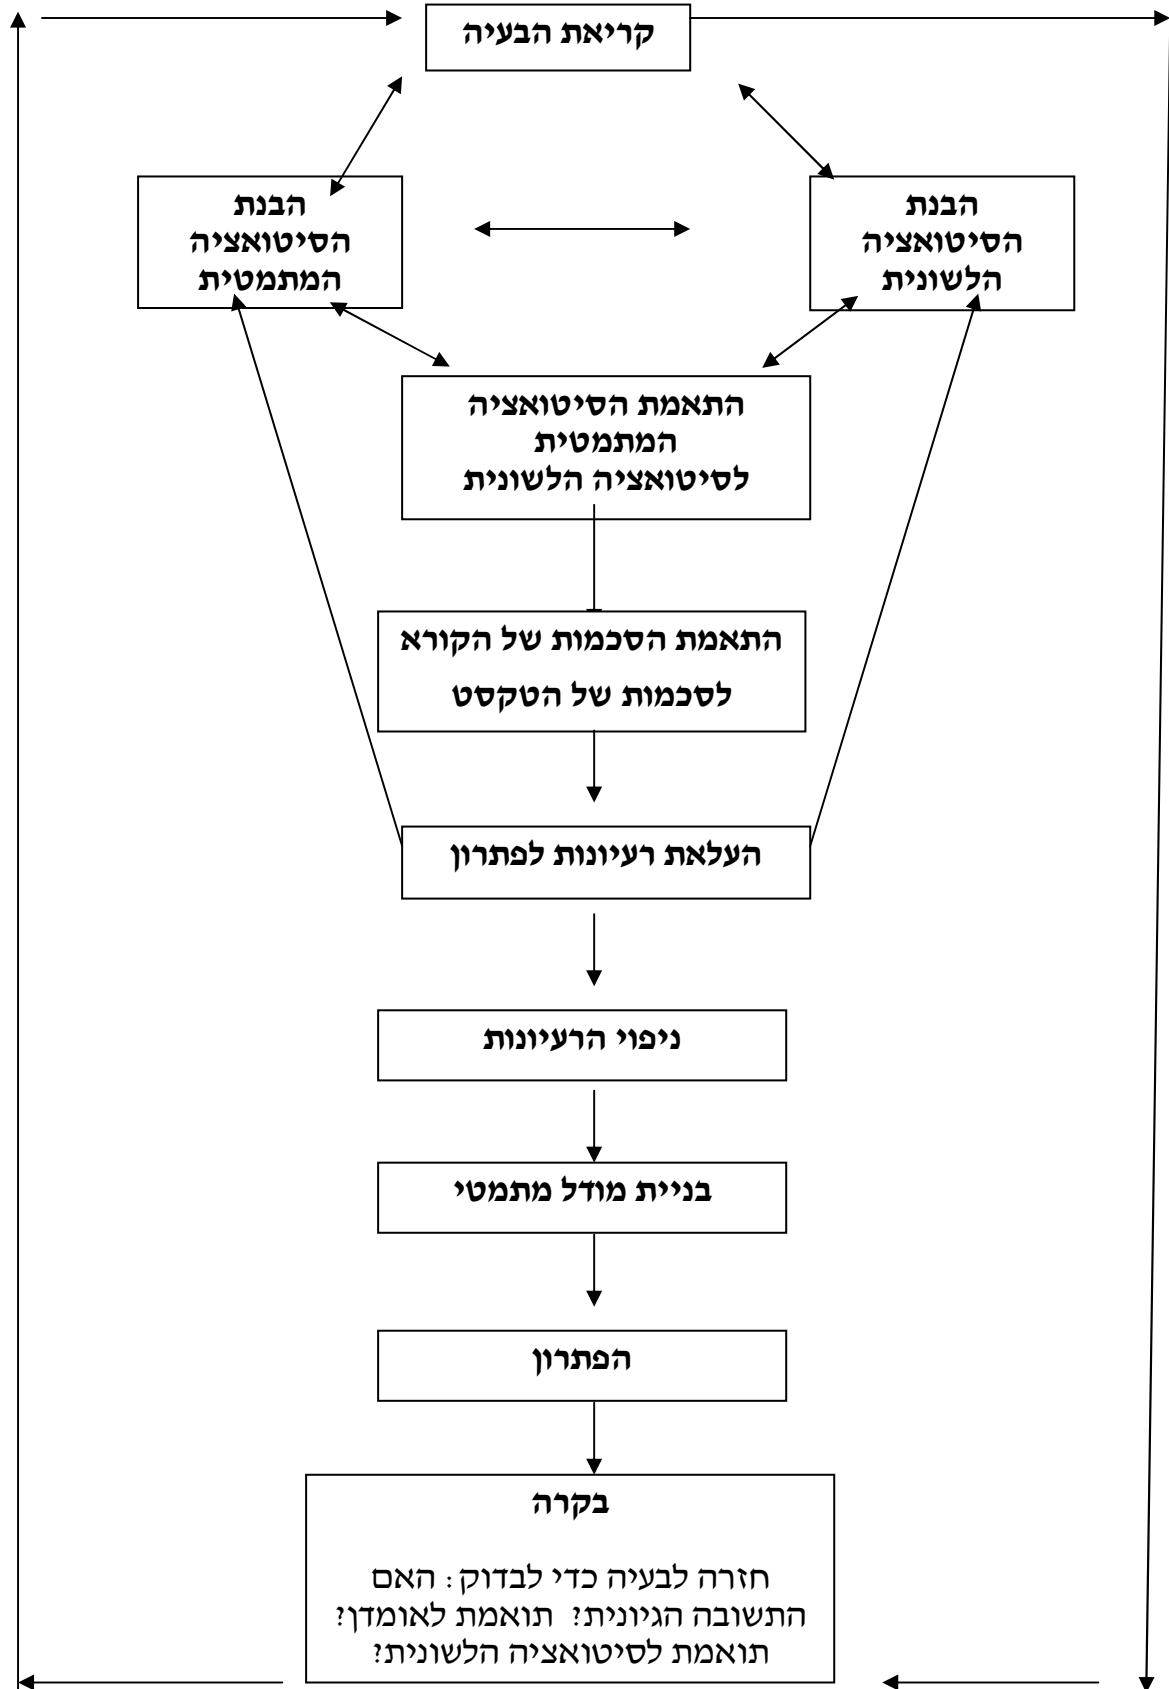 קריאת הבעיה
הבנת
הסיטואציה
הלשונית
הבנת
הסיטואציה
המתמטית
התאמת הסיטואציה
המתמטית
לסיטואציה הלשונית
התאמת הסכמות של הקורא
לסכמות של הטקסט
העלאת רעיונות לפתרון
ניפוי הרעיונות
בניית מודל מתמטי
הפתרון
בקרה
חזרה לבעיה כדי לבדוק: האם
התשובה הגיונית? תואמת לאומדן?
תואמת לסיטואציה הלשונית?